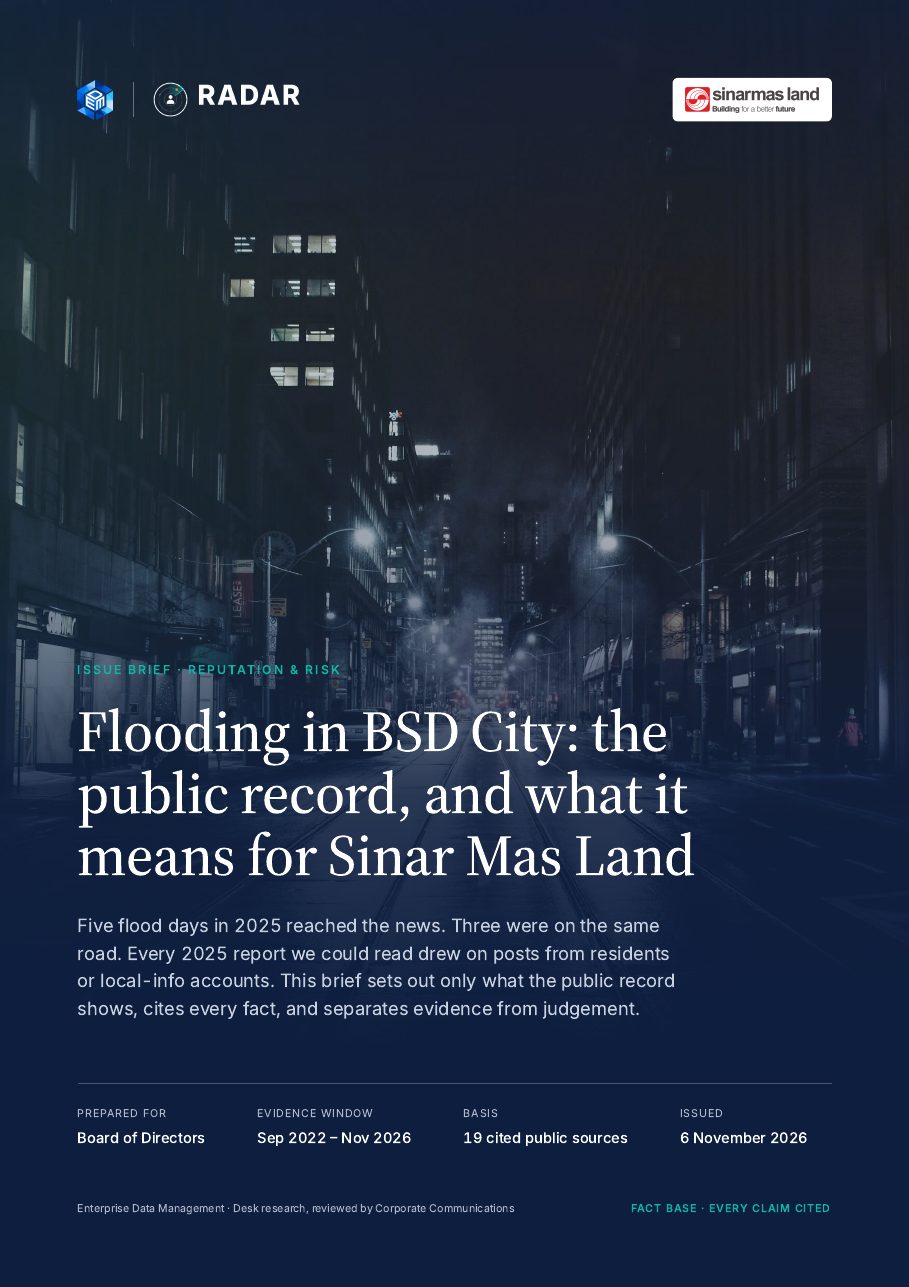 RADAR
sinarmas land
Building for a better future
LEASE
SUBWAY
ISSUE BRIEF · REPUTATION & RISK
Flooding in BSD City: the
public record, and what it
means for Sinar Mas Land
Five flood days in 2025 reached the news. Three were on the same
road. Every 2025 report we could read drew on posts from residents
or local-info accounts. This brief sets out only what the public record
shows, cites every fact, and separates evidence from judgement.
PREPARED FOR
EVIDENCE WINDOW
BASIS
ISSUED
Board of Directors
Sep 2022 – Nov 2026
19 cited public sources
6 November 2026
Enterprise Data Management · Desk research, reviewed by Corporate Communications
FACT BASE · EVERY CLAIM CITED